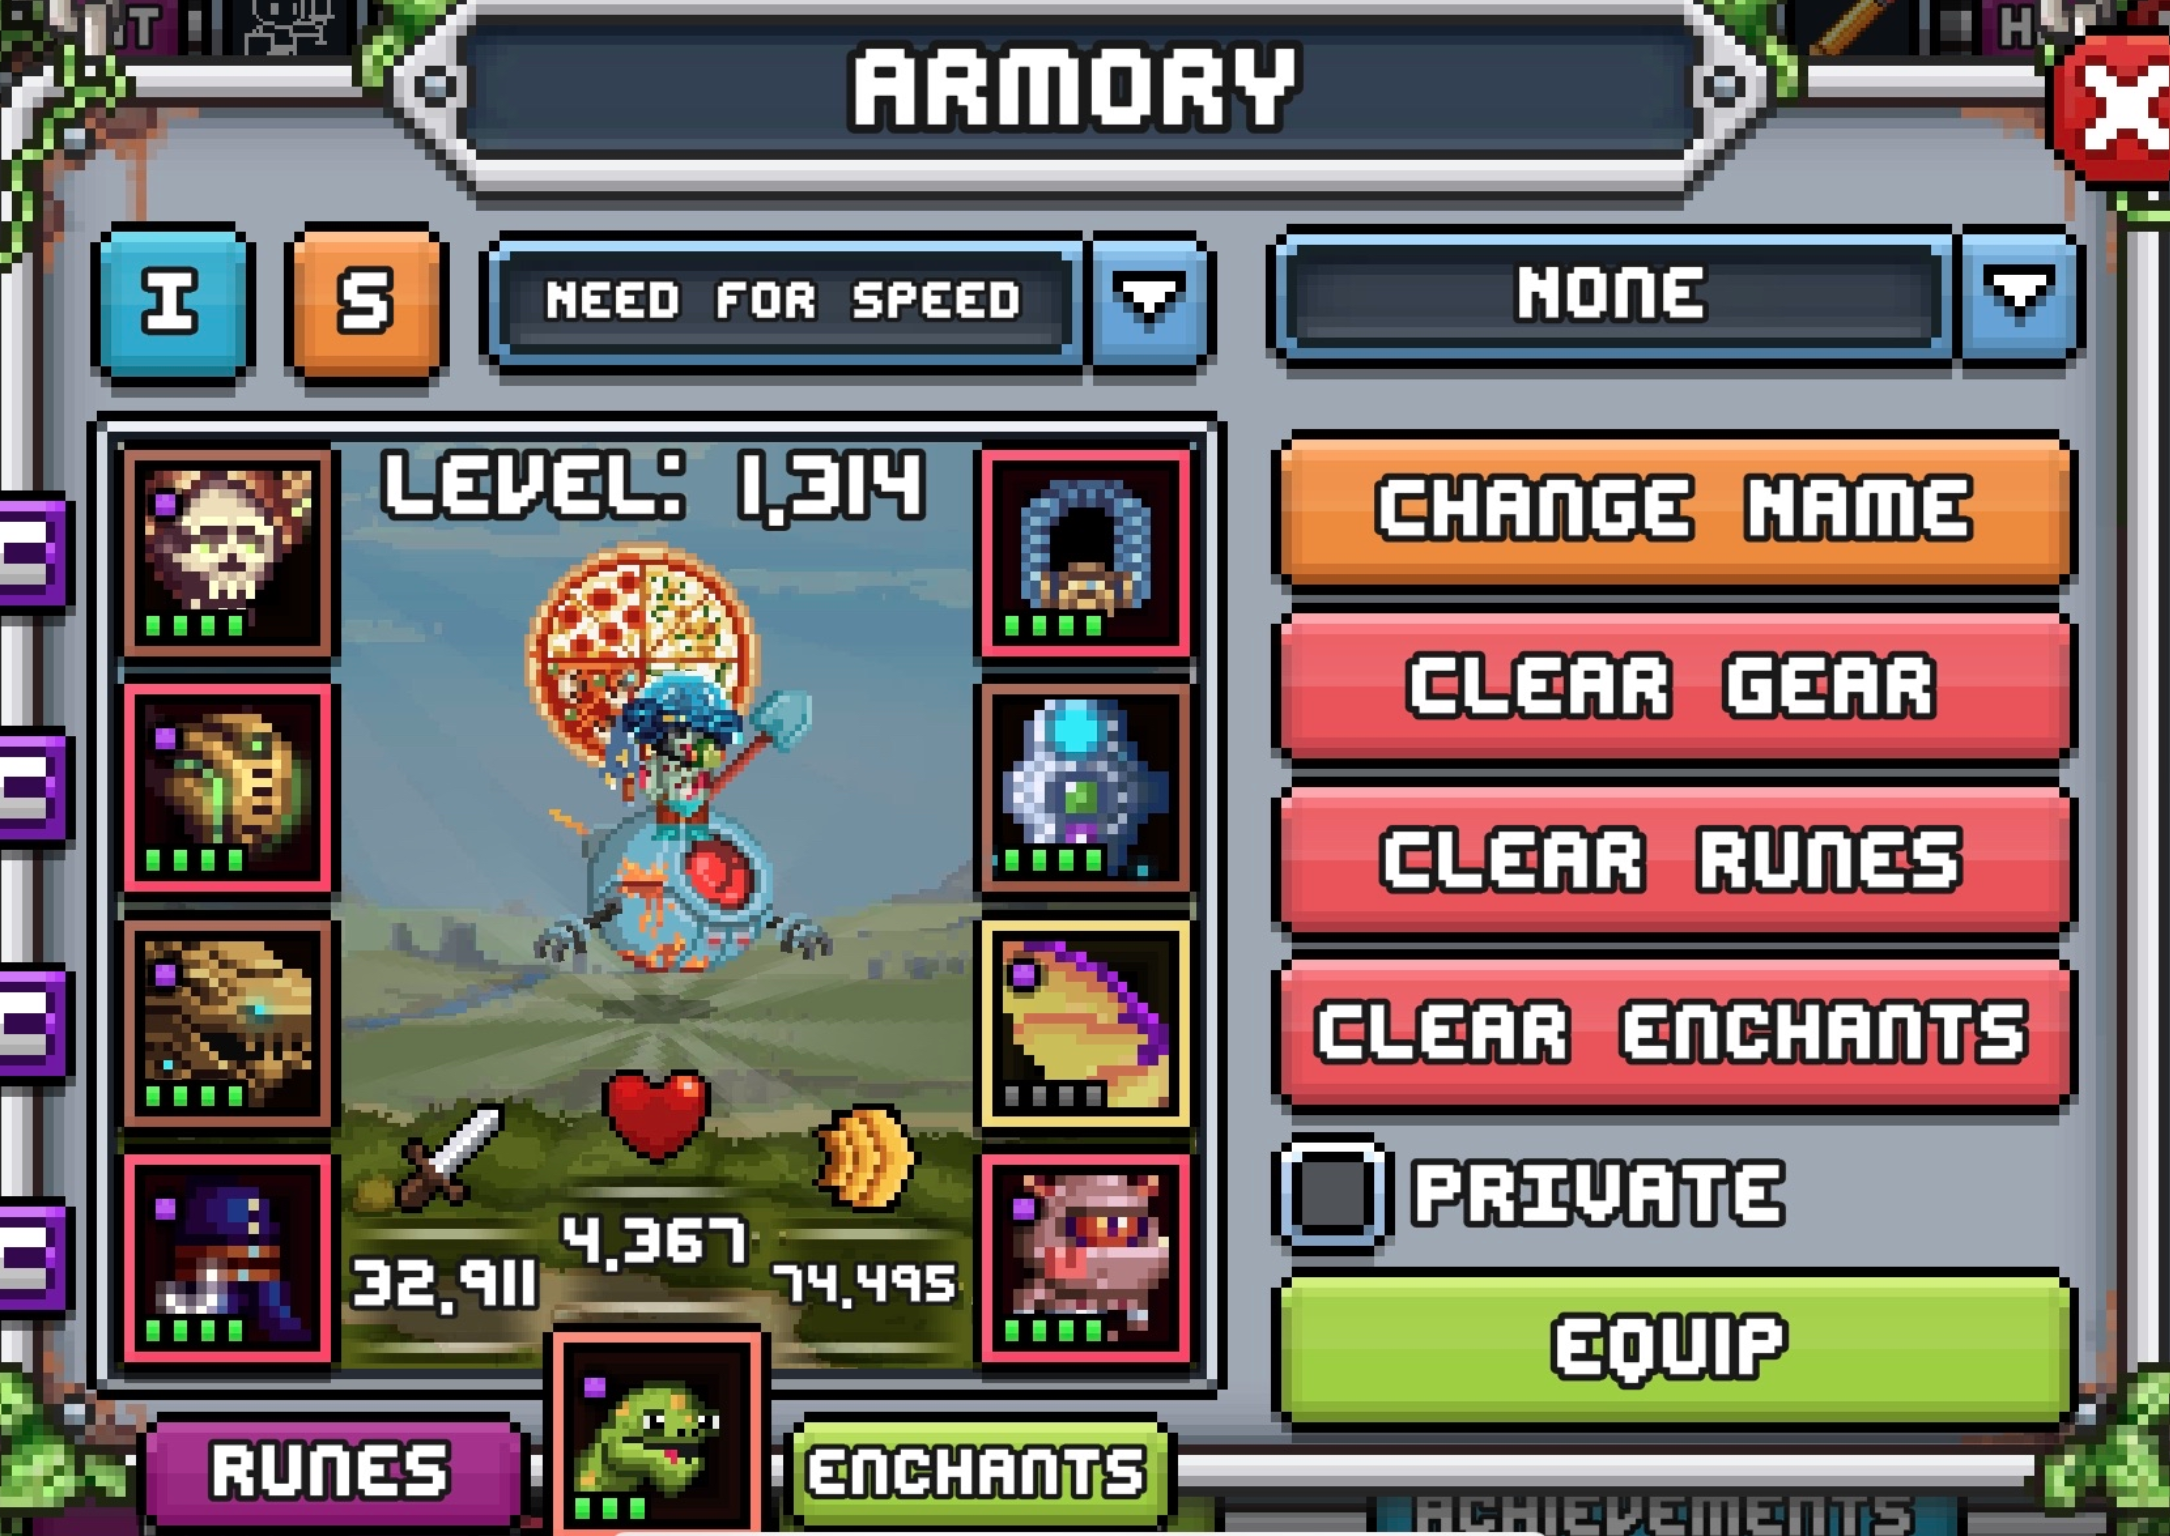 ARMORY
I
S
NEED FOR SPEED
NONE
LEVEL: 1,314
CHANGE NAME
CLEAR GEAR
CLEAR RUNES
CLEAR ENCHANTS
PRIVATE
4,367
32,911
74,495
EQUIP
RUNES
ENCHANTS
ACHIEVEMENTS